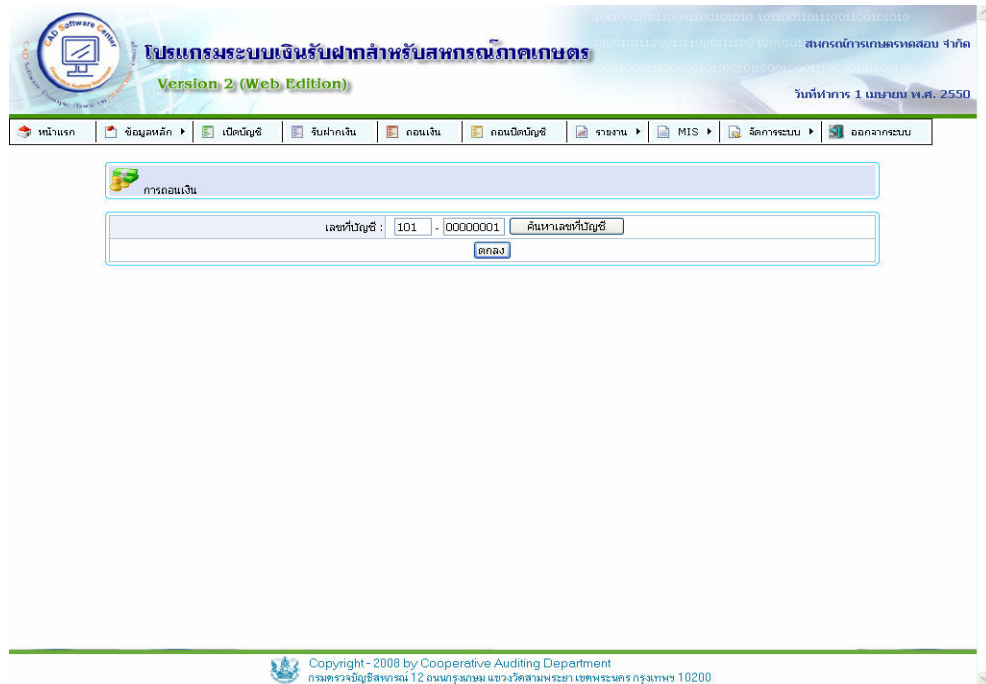 CAD Software Center
โปรแกรมระบบเงินรับฝากสำหรับสหกรณ์ภาคเกษตร
Version 2 (Web Edition)
สหกรณ์การเกษตรทดสอบ จำกัด
วันที่ทำการ 1 เมษายน พ.ศ. 2550
หน้าแรก ข้อมูลหลัก เปิดบัญชี รับฝากเงิน ถอนเงิน ถอนปิดบัญชี รายงาน MIS จัดการระบบ ออกจากระบบ
การถอนเงิน
เลขที่บัญชี : 101 - 00000001 ค้นหาเลขที่บัญชี
ตกลง
Copyright - 2008 by Cooperative Auditing Department
กรมตรวจบัญชีสหกรณ์ 12 ถนนกรุงเกษม แขวงวัดสามพระยา เขตพระนคร กรุงเทพฯ 10200